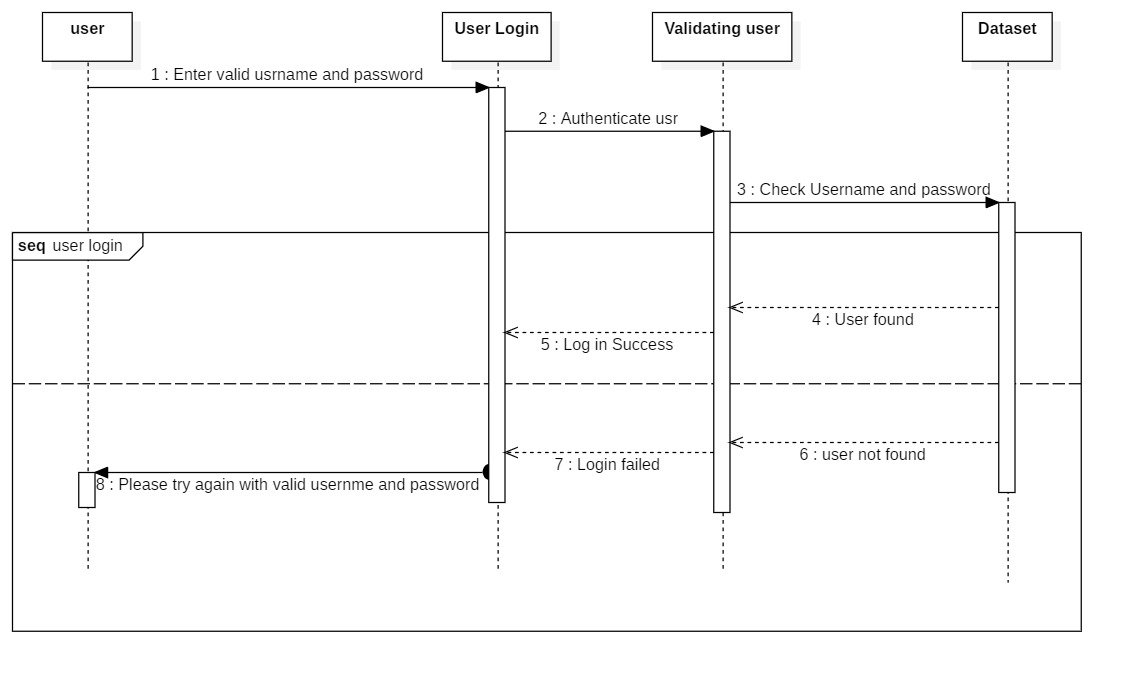 user
User Login
Validating user
Dataset
1 : Enter valid usrname and password
2 : Authenticate usr
3 : Check Username and password
seq user login
4 : User found
5 : Log in Success
6 : user not found
7 : Login failed
8 : Please try again with valid usernme and password